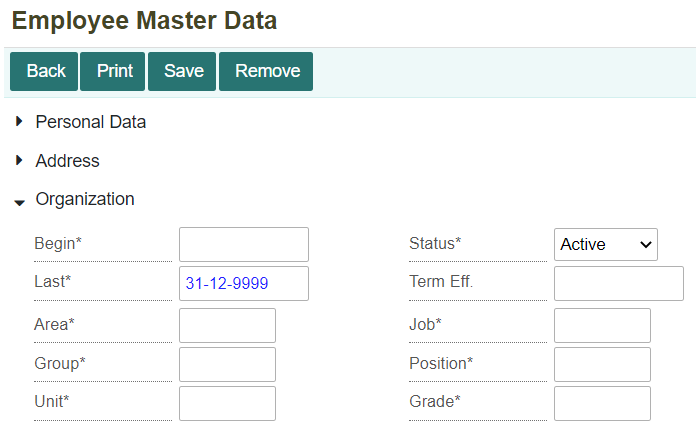 Employee Master Data
Back Print Save Remove
Personal Data
Address
Organization
Begin* Status* Active
Last* 31-12-9999 Term Eff.
Area* Job*
Group* Position*
Unit* Grade*